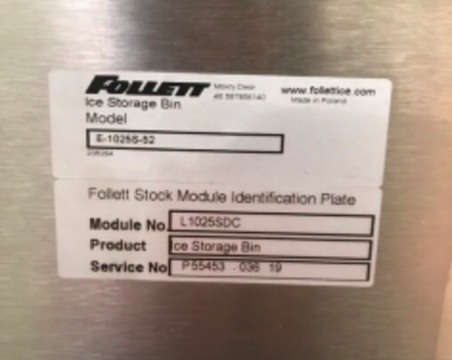 FOLLETT
www.follettice.com
Made in Poland
Ice Storage Bin
Model
E-1025S-52
Follett Stock Module Identification Plate
Module No. L1025SDC
Product Ice Storage Bin
Service No P55453 - 036 19